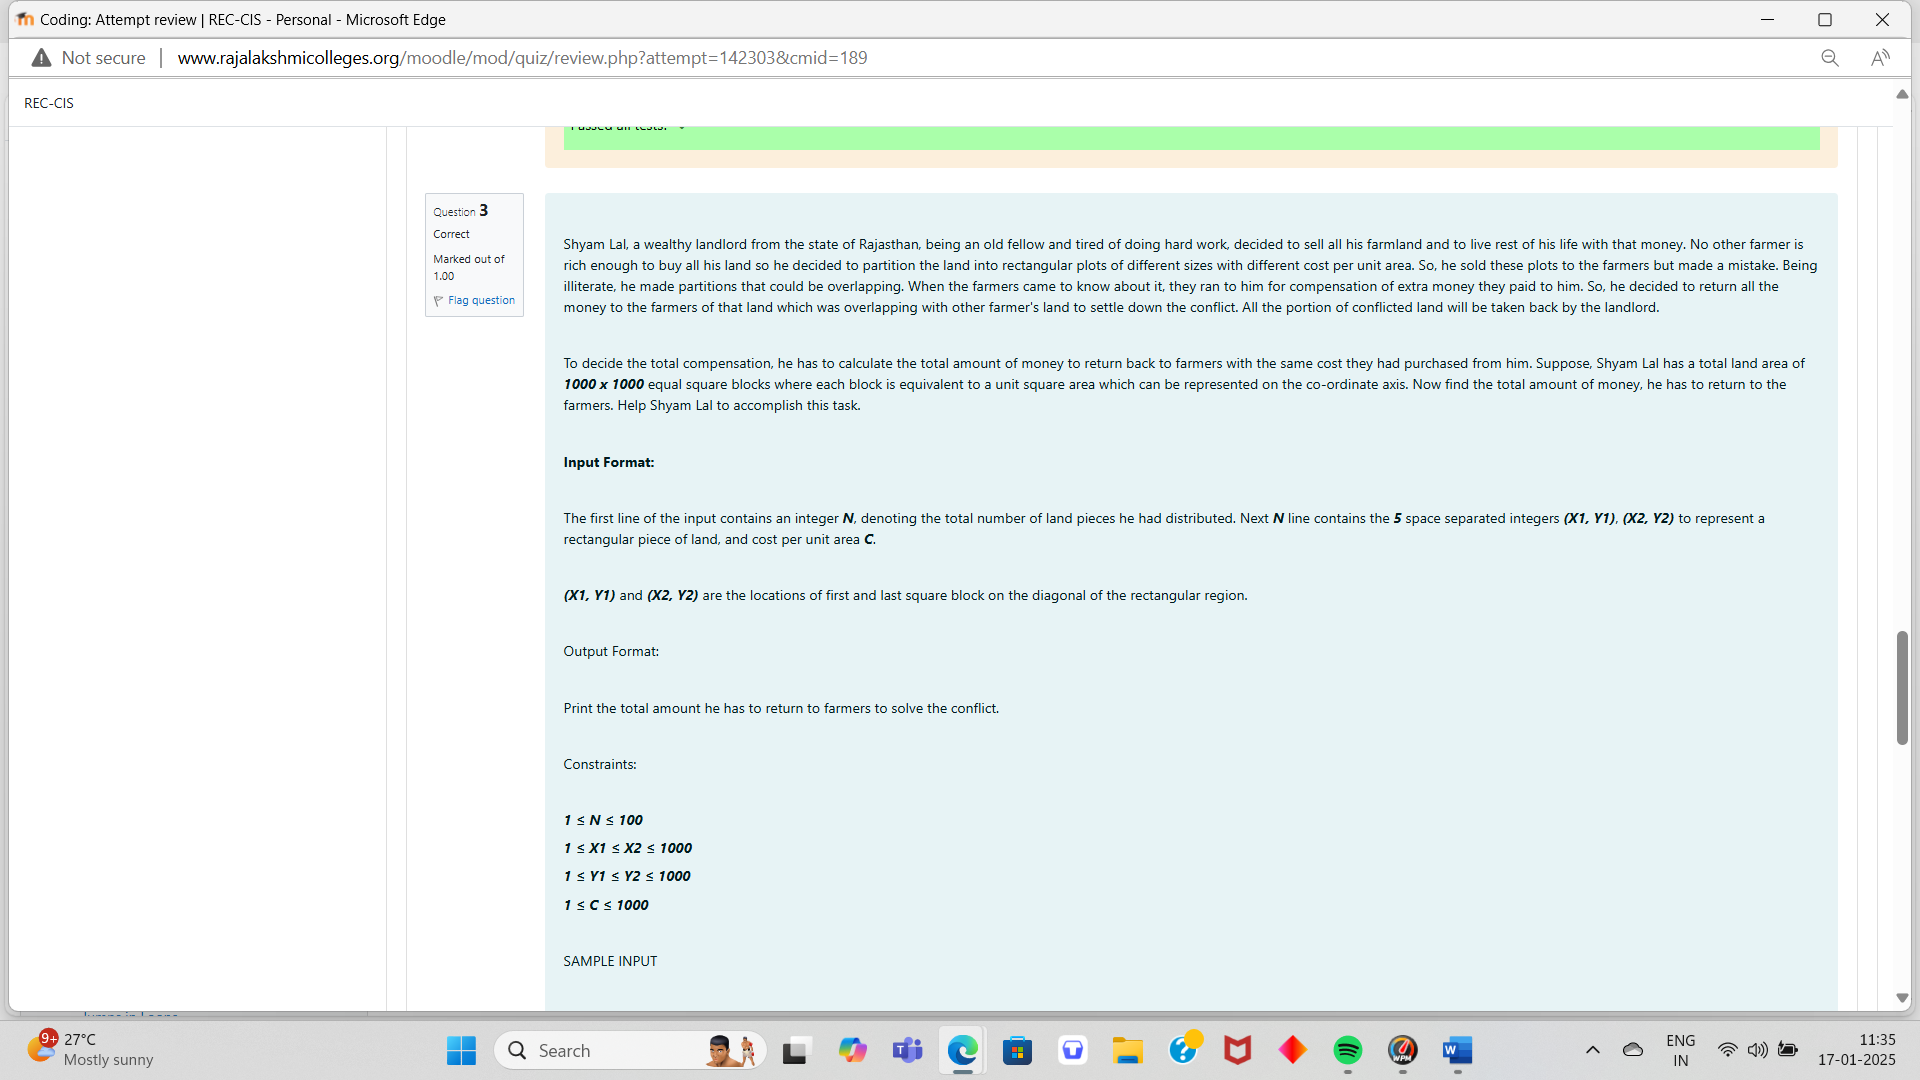 Coding: Attempt review | REC-CIS - Personal - Microsoft Edge
Not secure | www.rajalakshmicolleges.org/moodle/mod/quiz/review.php?attempt=142303&cmid=189
REC-CIS
Passed all tests!
Question 3
Correct
Marked out of
1.00
Flag question
Shyam Lal, a wealthy landlord from the state of Rajasthan, being an old fellow and tired of doing hard work, decided to sell all his farmland and to live rest of his life with that money. No other farmer is
rich enough to buy all his land so he decided to partition the land into rectangular plots of different sizes with different cost per unit area. So, he sold these plots to the farmers but made a mistake. Being
illiterate, he made partitions that could be overlapping. When the farmers came to know about it, they ran to him for compensation of extra money they paid to him. So, he decided to return all the
money to the farmers of that land which was overlapping with other farmer's land to settle down the conflict. All the portion of conflicted land will be taken back by the landlord.
To decide the total compensation, he has to calculate the total amount of money to return back to farmers with the same cost they had purchased from him. Suppose, Shyam Lal has a total land area of
1000 x 1000 equal square blocks where each block is equivalent to a unit square area which can be represented on the co-ordinate axis. Now find the total amount of money, he has to return to the
farmers. Help Shyam Lal to accomplish this task.
Input Format:
The first line of the input contains an integer N, denoting the total number of land pieces he had distributed. Next N line contains the 5 space separated integers (X1, Y1), (X2, Y2) to represent a
rectangular piece of land, and cost per unit area C.
(X1, Y1) and (X2, Y2) are the locations of first and last square block on the diagonal of the rectangular region.
Output Format:
Print the total amount he has to return to farmers to solve the conflict.
Constraints:
1 ≤ N ≤ 100
1 ≤ X1 ≤ X2 ≤ 1000
1 ≤ Y1 ≤ Y2 ≤ 1000
1 ≤ C ≤ 1000
SAMPLE INPUT
9+
27°C
Mostly sunny
Search
WPM
ENG
IN
11:35
17-01-2025